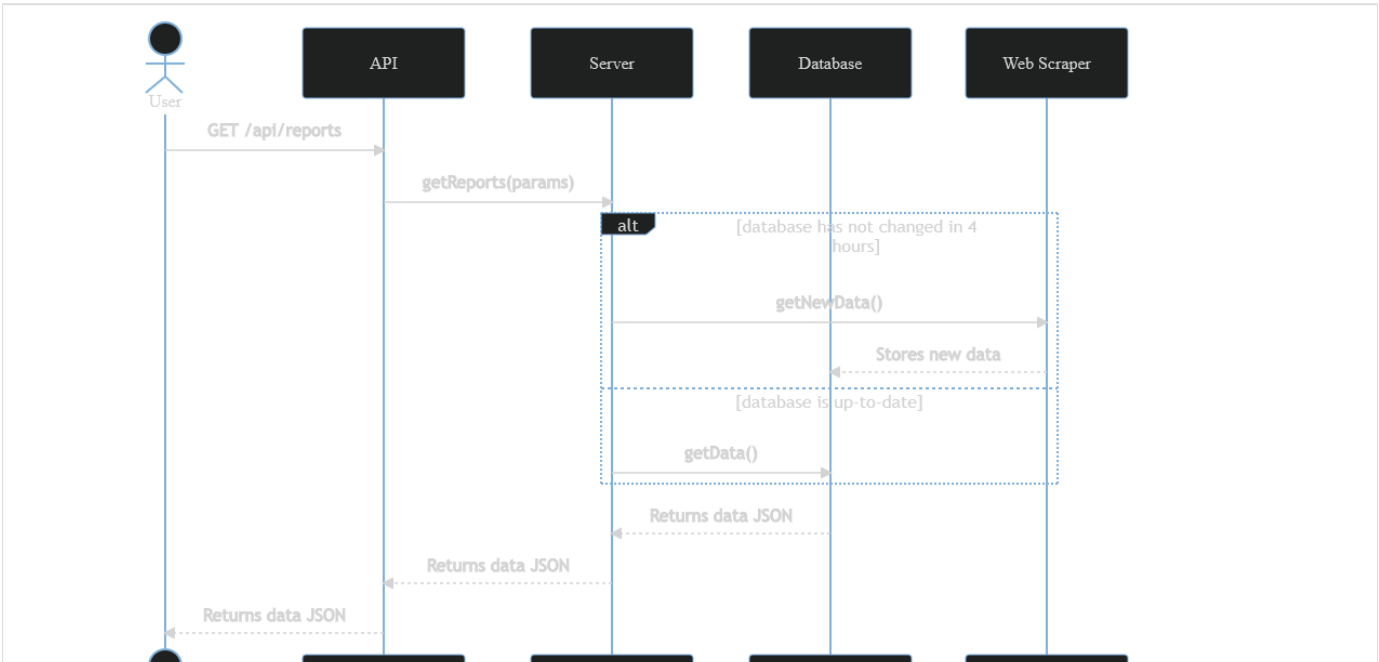 User
API
Server
Database
Web Scraper
GET /api/reports
getReports(params)
alt
[database has not changed in 4
hours]
getNewData()
Stores new data
[database is up-to-date]
getData()
Returns data JSON
Returns data JSON
Returns data JSON